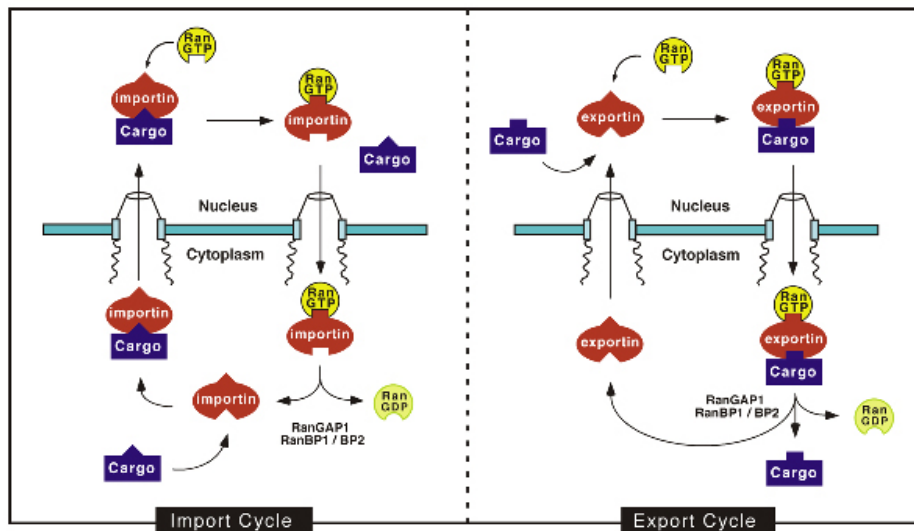 Ran
GTP
importin
Cargo
Ran
GTP
importin
Cargo
Nucleus
Cytoplasm
importin
Cargo
Ran
GTP
importin
importin
Cargo
RanGAP1
RanBP1 / BP2
Ran
GDP
Import Cycle
Ran
GTP
exportin
Cargo
Ran
GTP
exportin
Cargo
Nucleus
Cytoplasm
exportin
Ran
GTP
exportin
Cargo
RanGAP1
RanBP1 / BP2
Ran
GDP
Cargo
Export Cycle